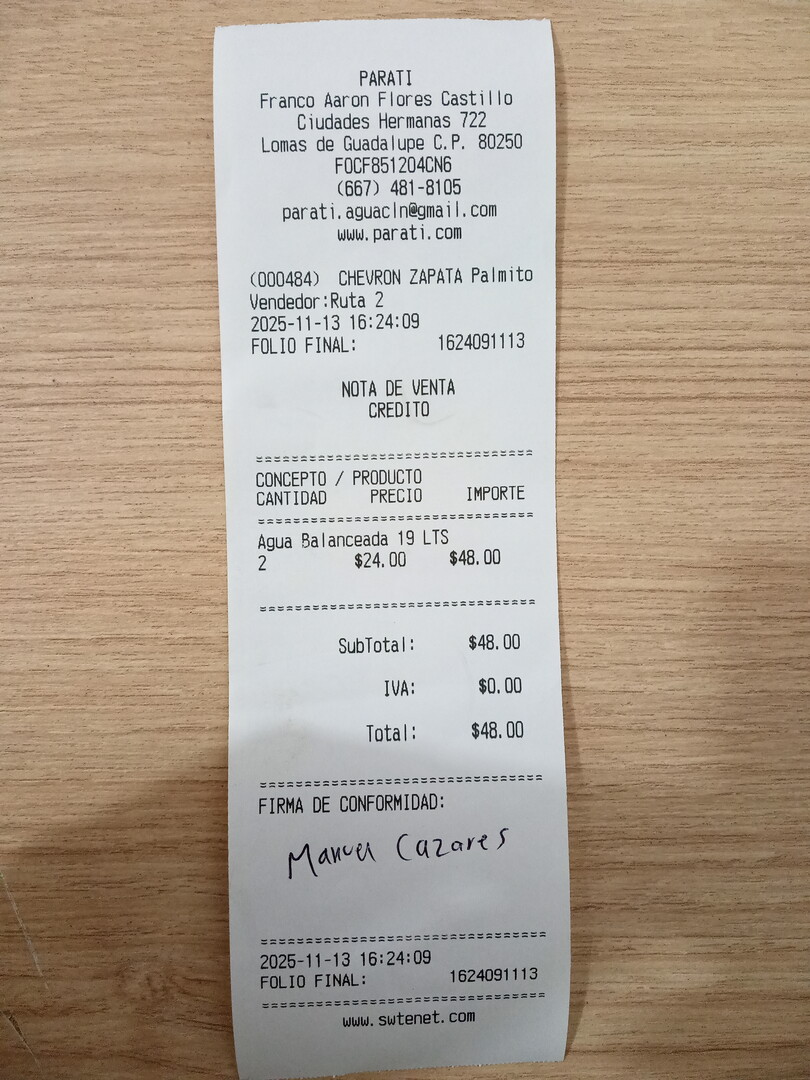 PARATI
Franco Aaron Flores Castillo
Ciudades Hermanas 722
Lomas de Guadalupe C.P. 80250
FOCF851204CN6
(667) 481-8105
parati.aguacln@gmail.com
www.parati.com
(000484) CHEVRON ZAPATA Palmito
Vendedor:Ruta 2
2025-11-13 16:24:09
FOLIO FINAL: 1624091113
NOTA DE VENTA
CREDITO
================================
CONCEPTO / PRODUCTO
CANTIDAD PRECIO IMPORTE
================================
Agua Balanceada 19 LTS
2 $24.00 $48.00
================================
SubTotal: $48.00
IVA: $0.00
Total: $48.00
================================
FIRMA DE CONFORMIDAD:
Manuel Cazares
================================
2025-11-13 16:24:09
FOLIO FINAL: 1624091113
================================
www.swtenet.com